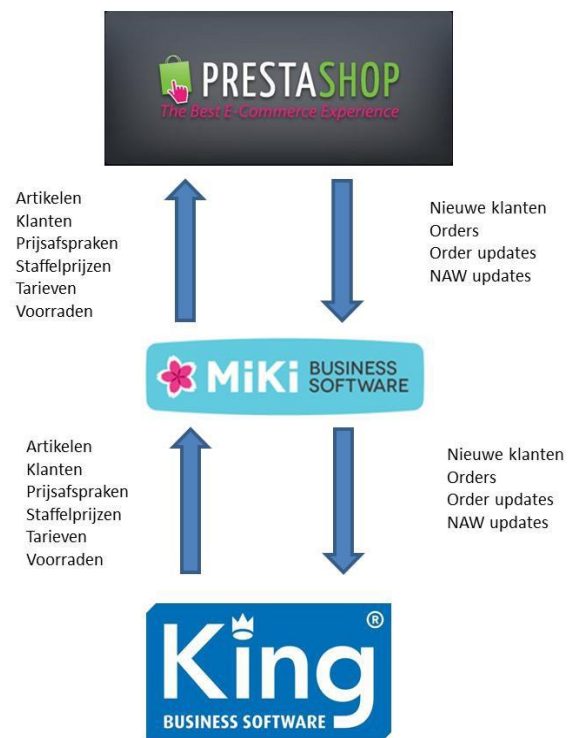 PRESTASHOP
The Best E-Commerce Experience
Artikelen
Klanten
Prijsafspraken
Staffelprijzen
Tarieven
Voorraden
Nieuwe klanten
Orders
Order updates
NAW updates
MiKi BUSINESS
SOFTWARE
Artikelen
Klanten
Prijsafspraken
Staffelprijzen
Tarieven
Voorraden
Nieuwe klanten
Orders
Order updates
NAW updates
King®
BUSINESS SOFTWARE